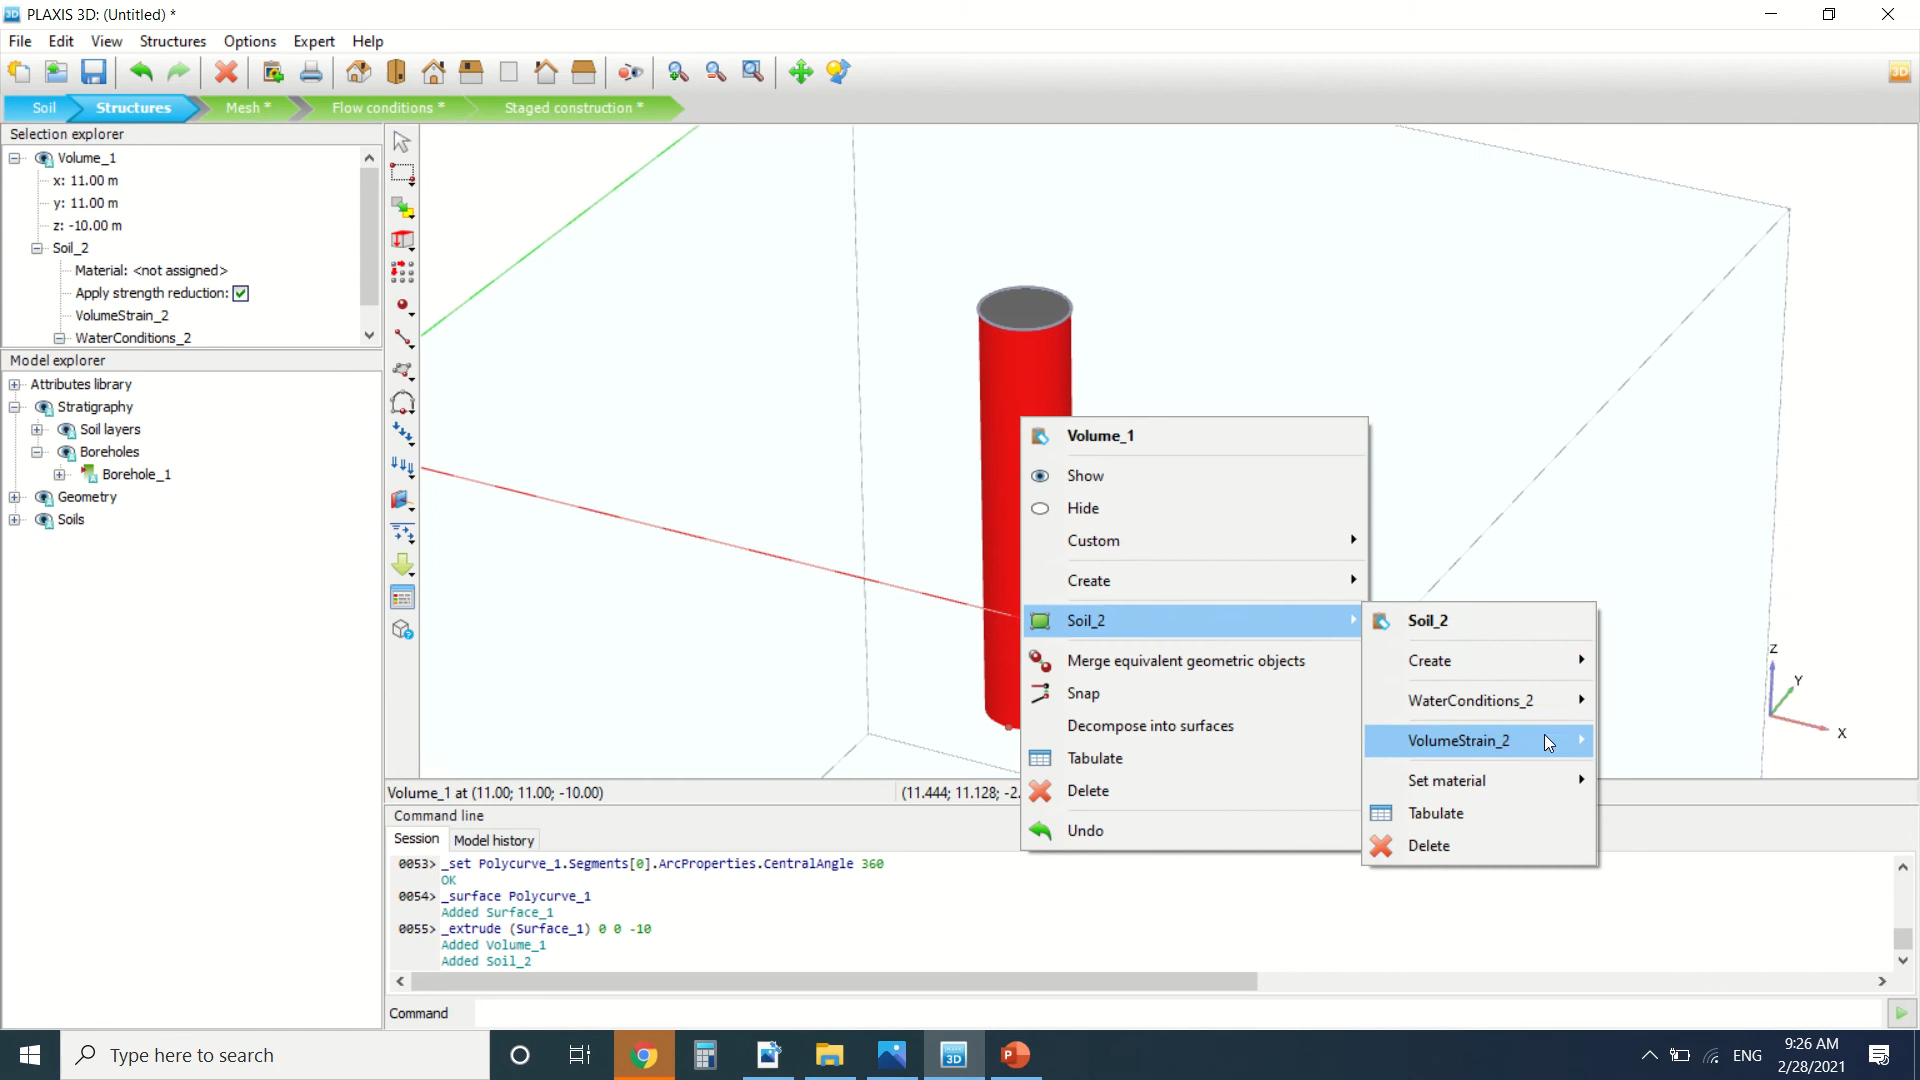 PLAXIS 3D: (Untitled) *
File Edit View Structures Options Expert Help
Soil Structures Mesh * Flow conditions * Staged construction *
Selection explorer
Volume_1
x: 11.00 m
y: 11.00 m
z: -10.00 m
Soil_2
Material: <not assigned>
Apply strength reduction:
VolumeStrain_2
WaterConditions_2
Model explorer
Attributes library
Stratigraphy
Soil layers
Boreholes
Borehole_1
Geometry
Soils
Volume_1
Show
Hide
Custom
Create
Soil_2
Merge equivalent geometric objects
Snap
Decompose into surfaces
Tabulate
Delete
Undo
Soil_2
Create
WaterConditions_2
VolumeStrain_2
Set material
Tabulate
Delete
Z
Y
X
Volume_1 at (11.00; 11.00; -10.00)
(11.444; 11.128; -2.
Command line
Session Model history
0053> _set Polycurve_1.Segments[0].ArcProperties.CentralAngle 360
OK
0054> _surface Polycurve_1
Added Surface_1
0055> _extrude (Surface_1) 0 0 -10
Added Volume_1
Added Soil_2
Command
Type here to search
3D
P
ENG
9:26 AM
2/28/2021